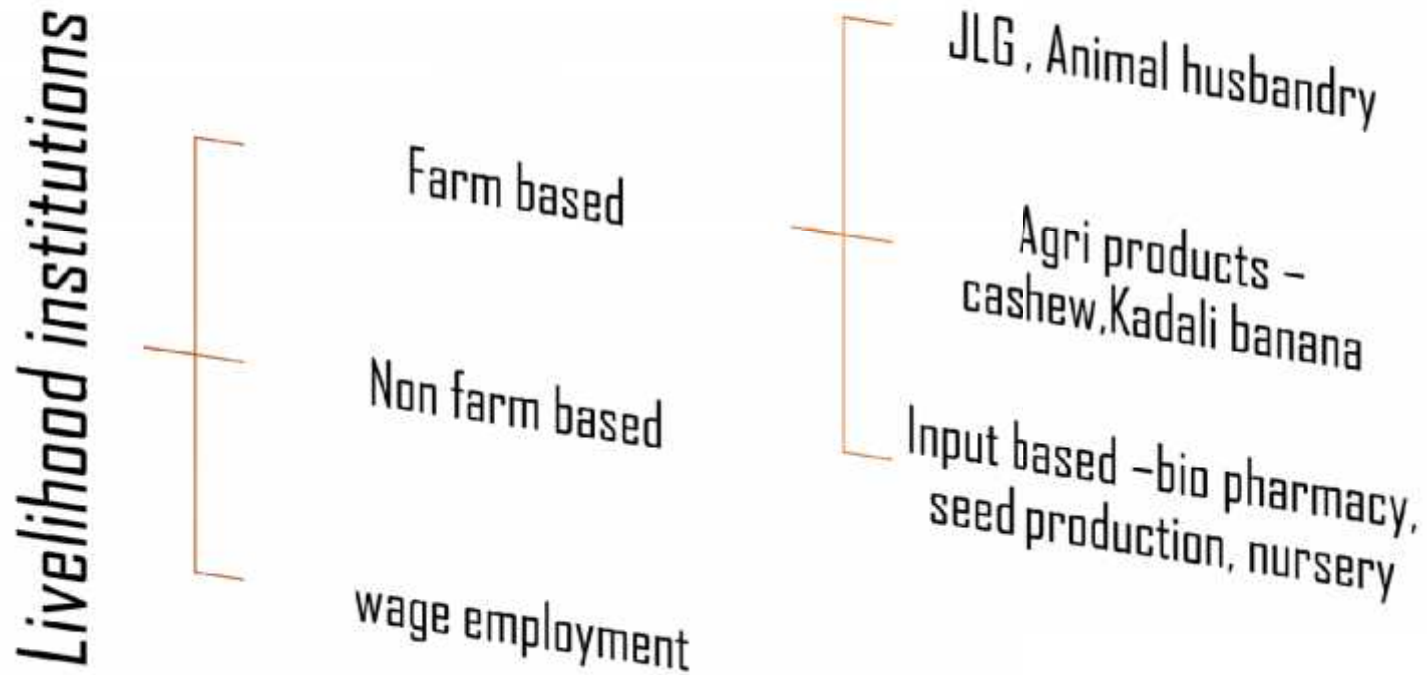 Livelihood institutions
Farm based
Non farm based
wage employment
JLG , Animal husbandry
Agri products –
cashew,Kadali banana
Input based –bio pharmacy,
seed production, nursery